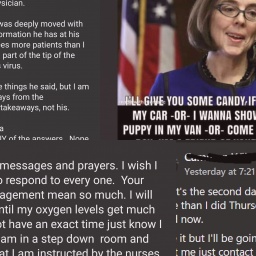 ysician.
was deeply moved with
ormation he has at his
ees more patients than I
part of the tip of the
s virus.
e things he said, but I am
ays from the
takeaways, not his.
a
Y of the answers. None
I'LL GIVE YOU SOME CANDY IF
MY CAR -OR- I WANNA SHOW
PUPPY IN MY VAN -OR- COME
messages and prayers. I wish I
o respond to every one. Your
agement mean so much. I will
ntil my oxygen levels get much
ot have an exact time just know I
am in a step down room and
at I am instructed by the nurses
Yesterday at 7:21
t's the second da
e than I did Thurs
l now.
it but I'll be goin
me just contact